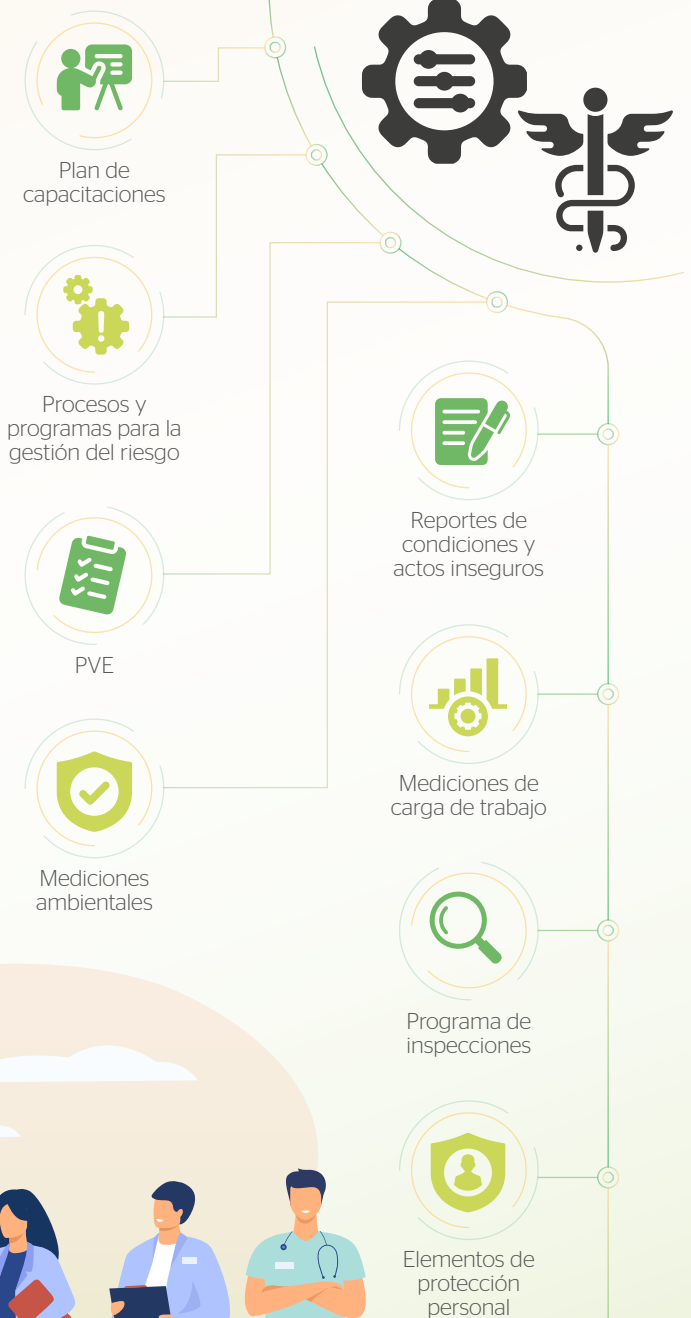 Plan de
capacitaciones
Procesos y
programas para la
gestión del riesgo
PVE
Mediciones
ambientales
Reportes de
condiciones y
actos inseguros
Mediciones de
carga de trabajo
Programa de
inspecciones
Elementos de
protección
personal